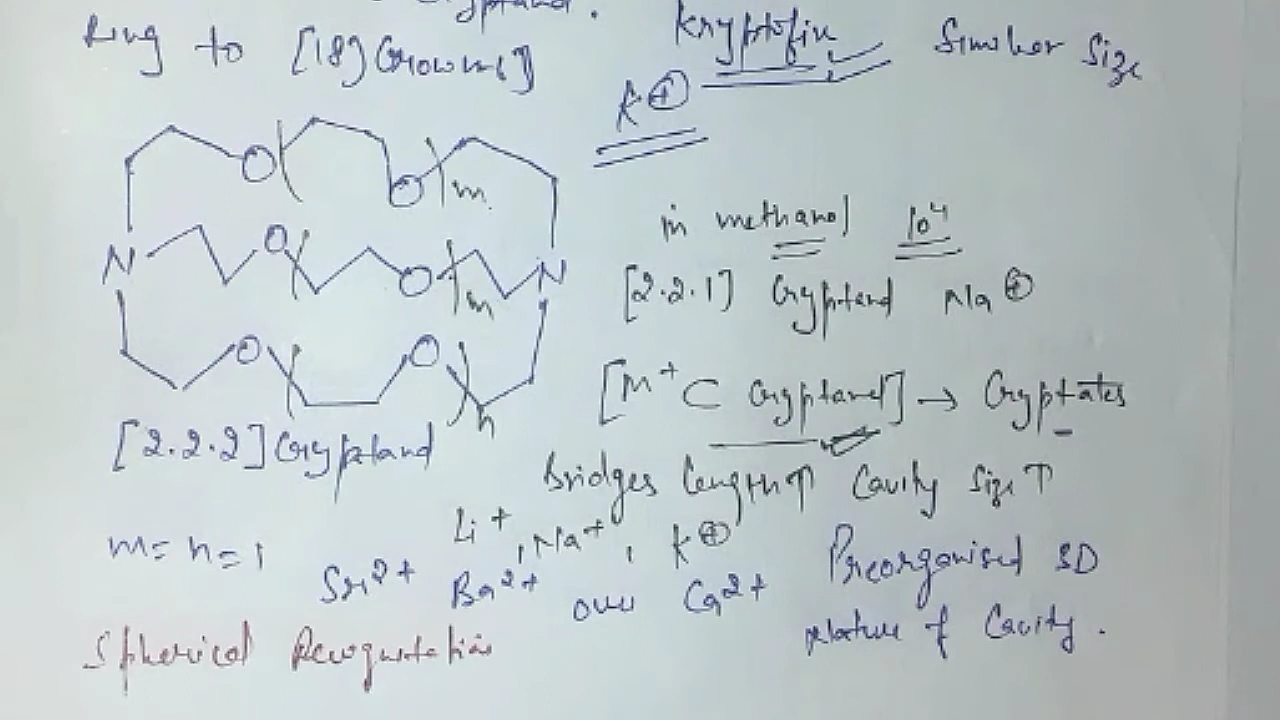 Cryptand.
Ring to [18] Crown-6]
Kryptofix
Similar Size
K⊕
O
O
m
N
O
O
m
N
O
O
n
[2.2.2] Cryptand
m = n = 1
in methanol 10⁴
[2.2.1] Cryptand Na⊕
[M⁺ ⊂ Cryptand] → Cryptates
Bridges length↑ Cavity Size ↑
Li⁺, Na⁺, K⊕
Sr²⁺ Ba²⁺ over Ca²⁺
Preorganised 3D
nature of Cavity.
Spherical Recognitation